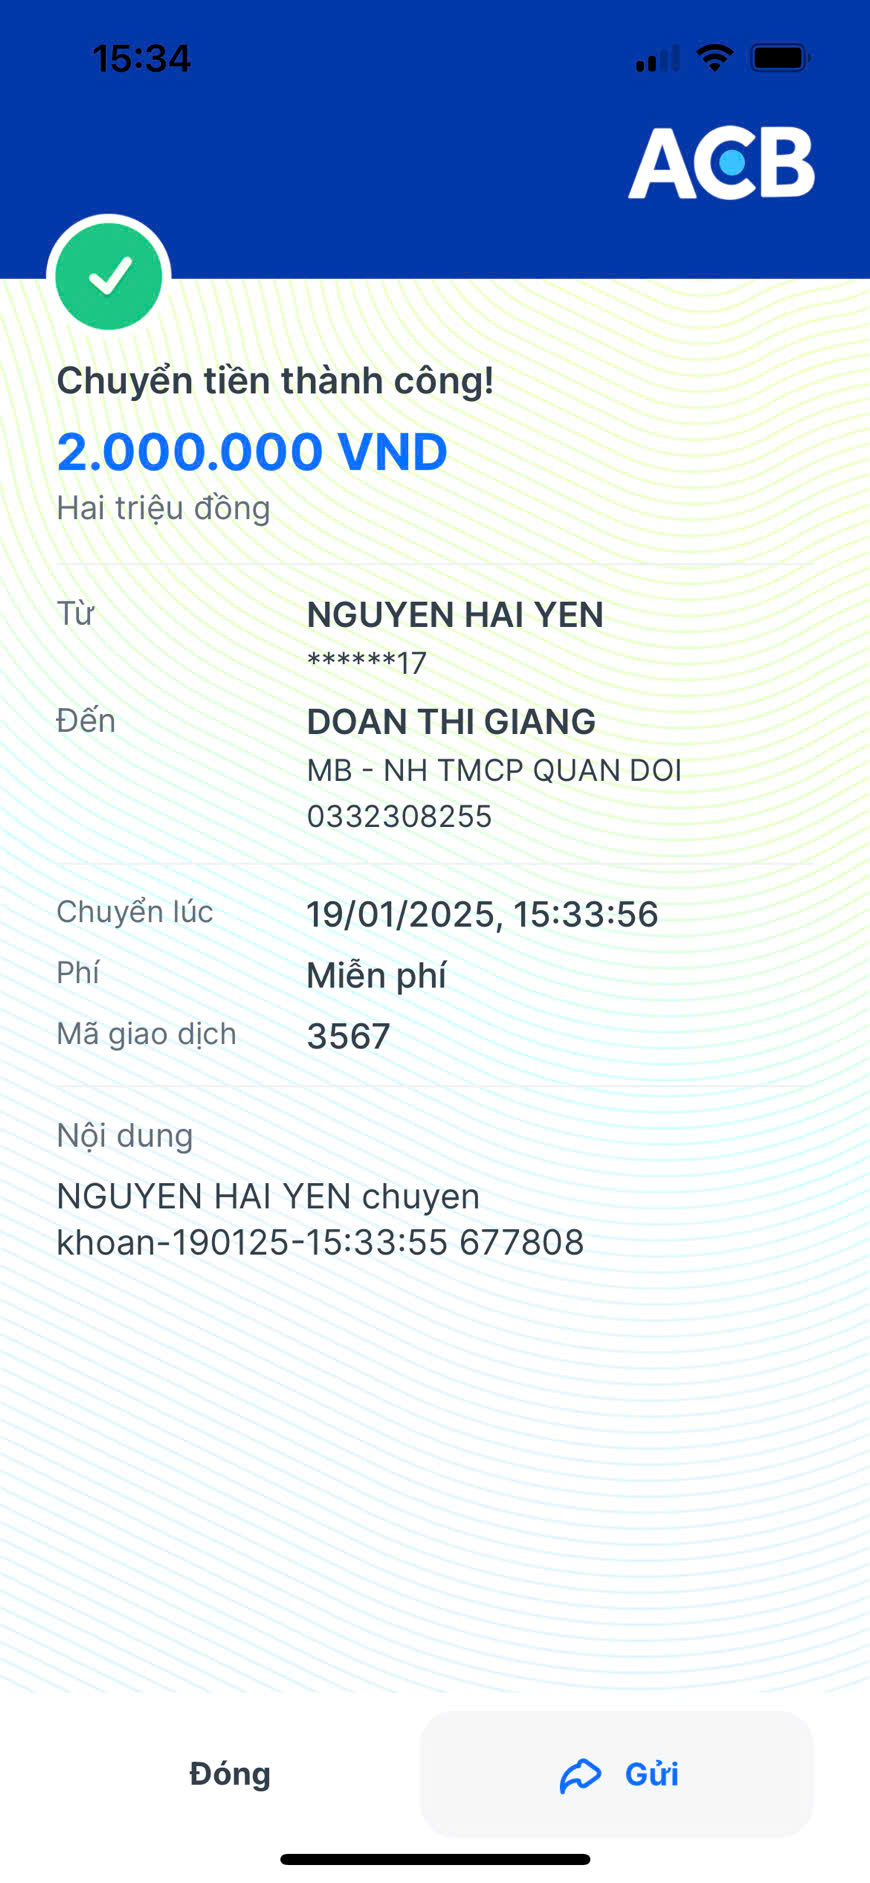 15:34
ACB
Chuyển tiền thành công!
2.000.000 VND
Hai triệu đồng
Từ
NGUYEN HAI YEN
******17
Đến
DOAN THI GIANG
MB - NH TMCP QUAN DOI
0332308255
Chuyển lúc
19/01/2025, 15:33:56
Phí
Miễn phí
Mã giao dịch
3567
Nội dung
NGUYEN HAI YEN chuyen
khoan-190125-15:33:55 677808
Đóng
Gửi